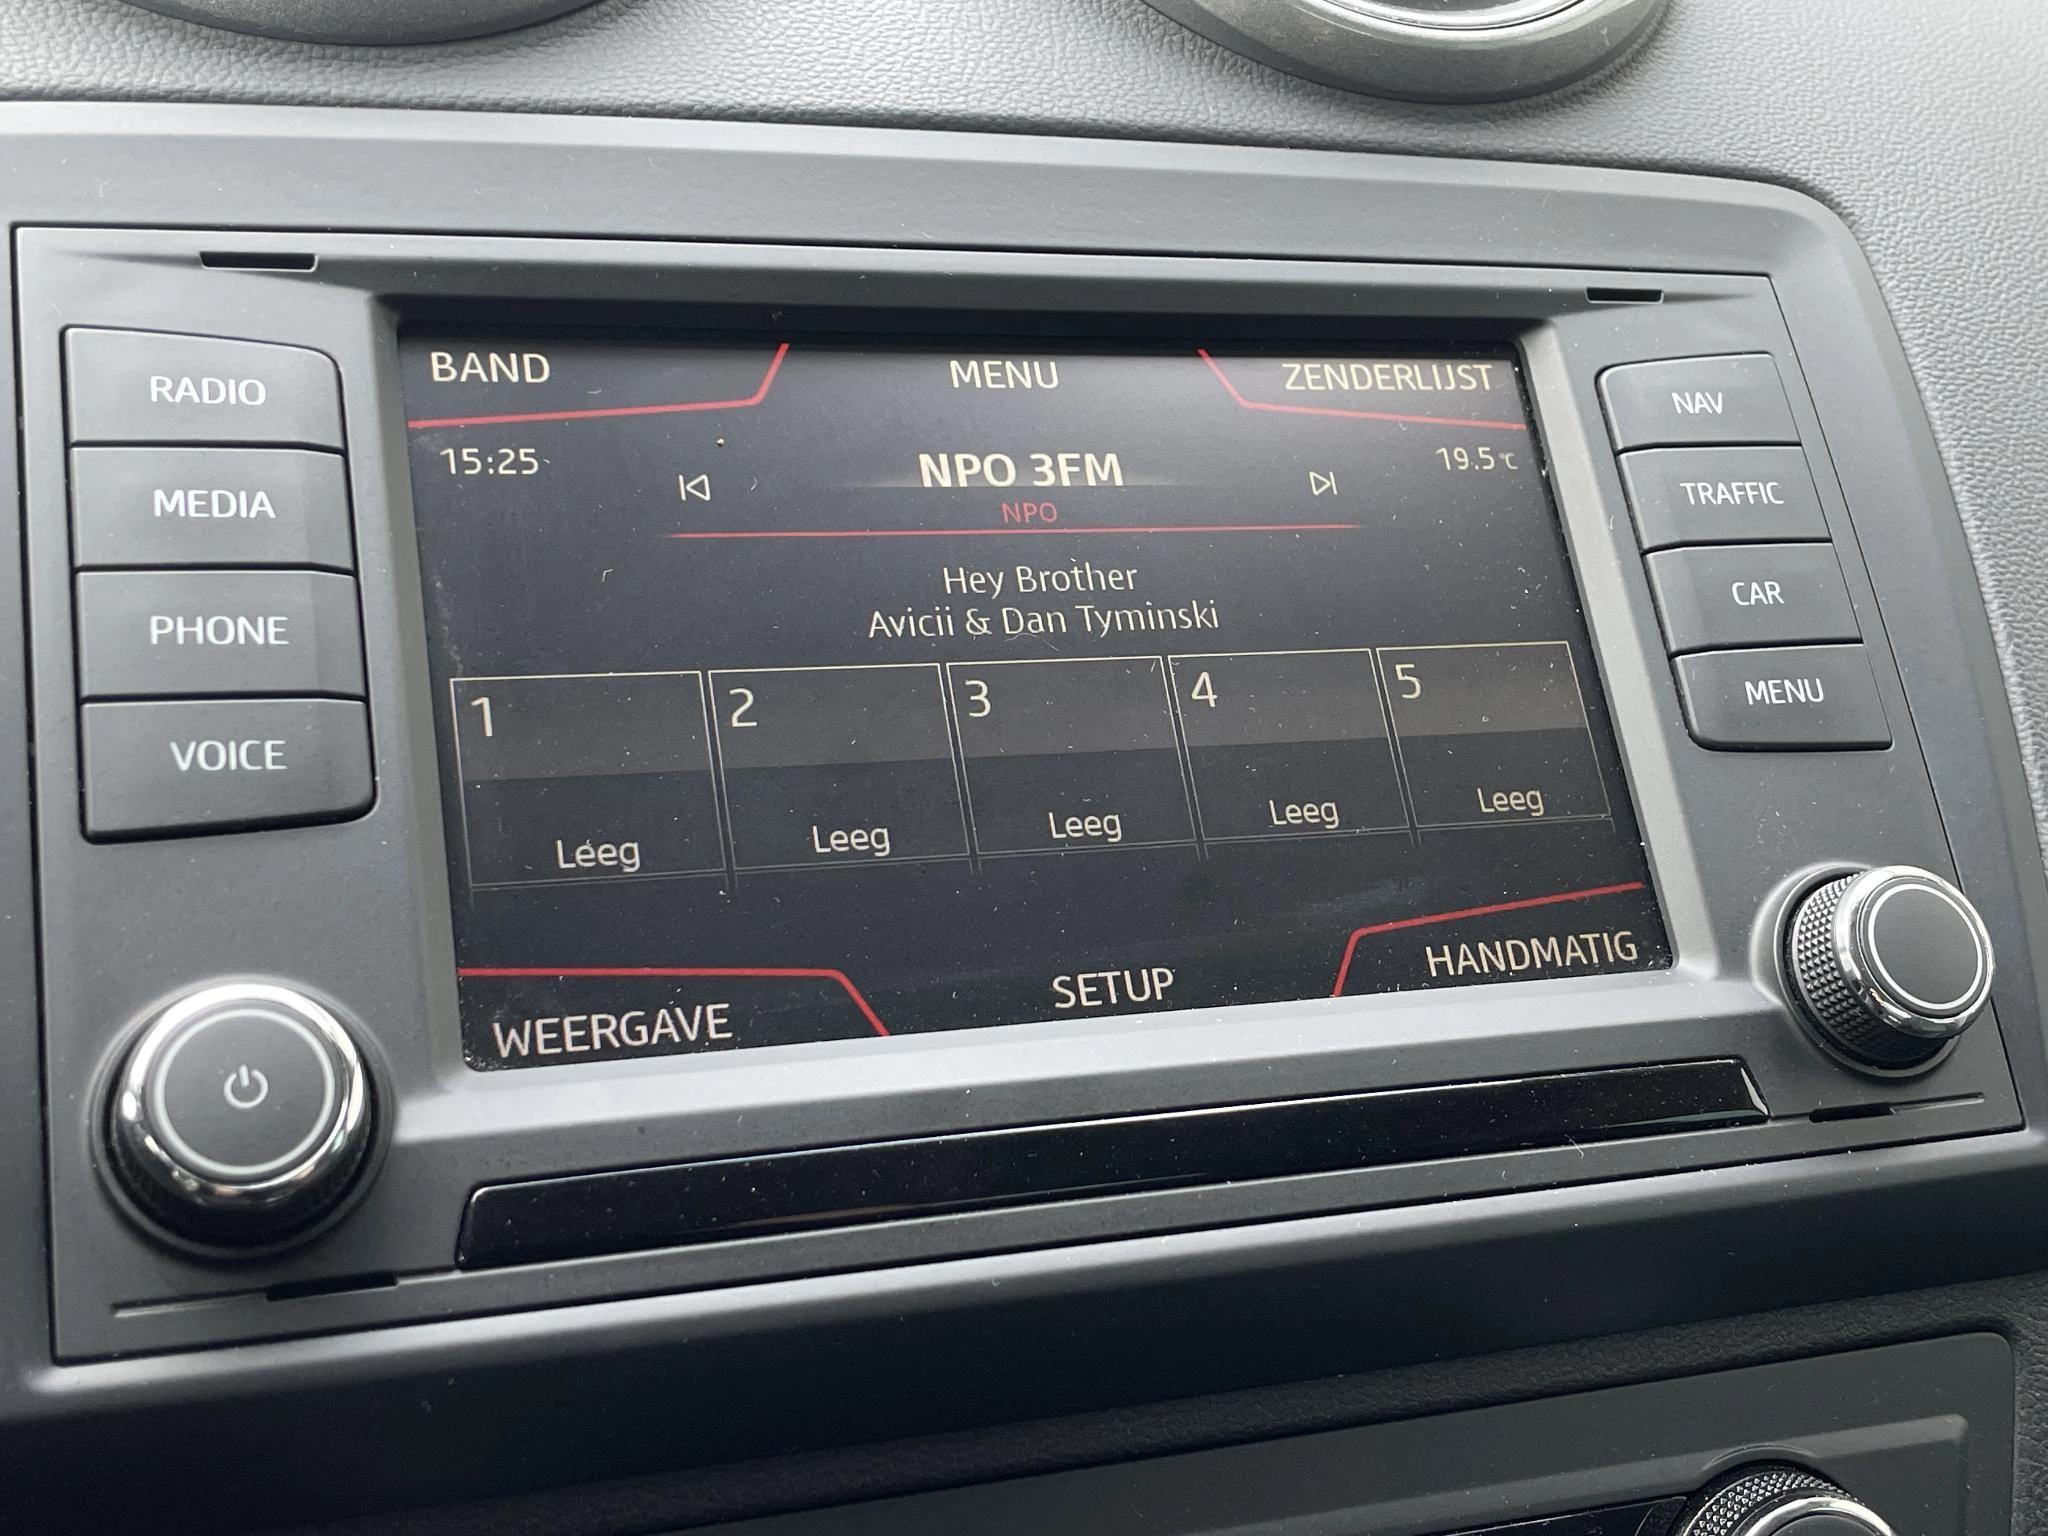 RADIO
MEDIA
PHONE
VOICE
BAND
MENU
ZENDERLIJST
15:25
NPO 3FM
19.5°C
NPO
Hey Brother
Avicii & Dan Tyminski
1
2
3
4
5
Leeg
Leeg
Leeg
Leeg
Leeg
WEERGAVE
SETUP
HANDMATIG
NAV
TRAFFIC
CAR
MENU